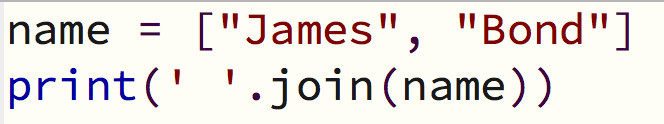 name = ["James", "Bond"]
print(' '.join(name))